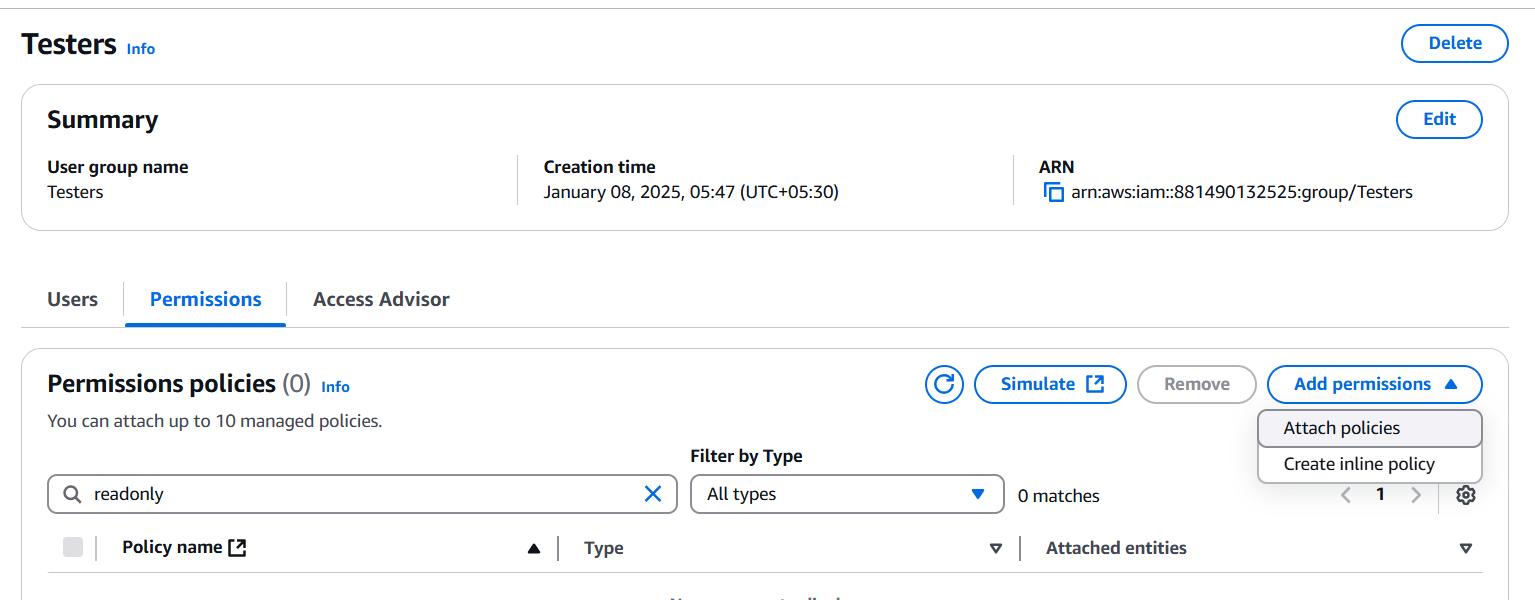 Testers Info
Delete
Summary
Edit
User group name
Testers
Creation time
January 08, 2025, 05:47 (UTC+05:30)
ARN
arn:aws:iam::881490132525:group/Testers
Users
Permissions
Access Advisor
Permissions policies (0) Info
You can attach up to 10 managed policies.
Simulate
Remove
Add permissions
Attach policies
Create inline policy
Filter by Type
readonly
All types
0 matches
1
Policy name
Type
Attached entities